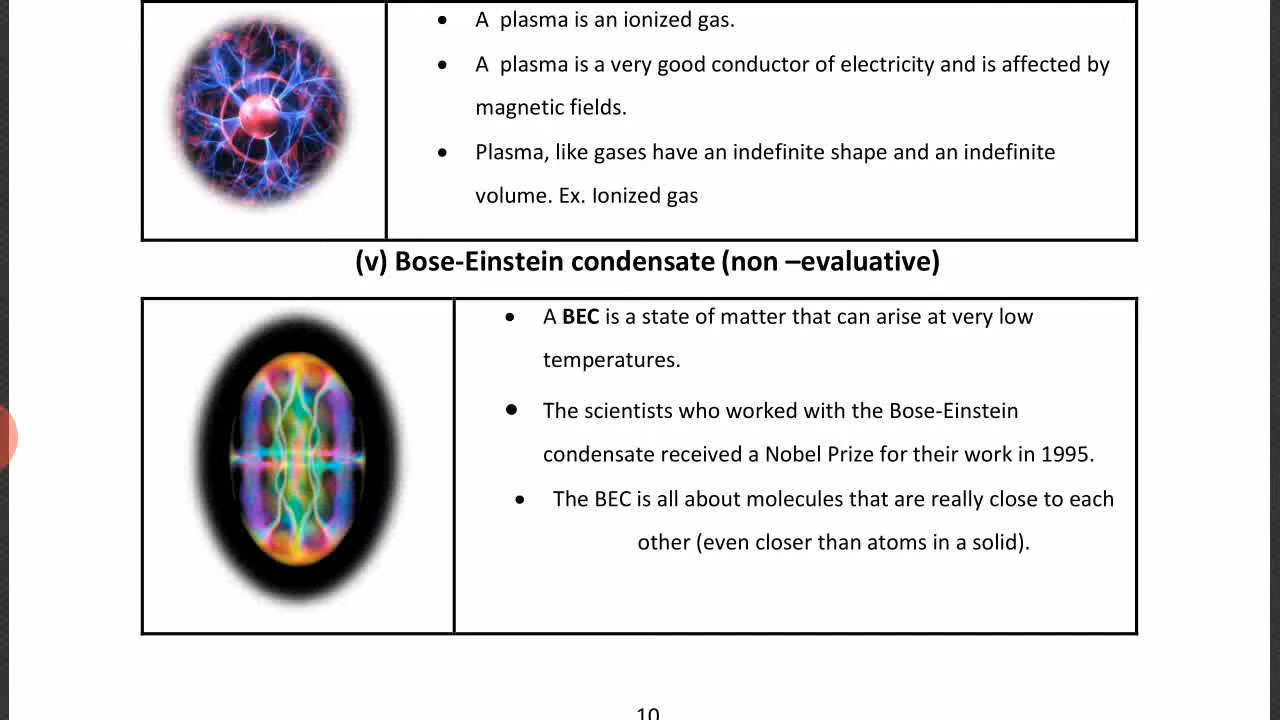 • A  plasma is an ionized gas.
• A  plasma is a very good conductor of electricity and is affected by
magnetic fields.
• Plasma, like gases have an indefinite shape and an indefinite
volume. Ex. Ionized gas
(v) Bose-Einstein condensate (non –evaluative)
• A BEC is a state of matter that can arise at very low
temperatures.
• The scientists who worked with the Bose-Einstein
condensate received a Nobel Prize for their work in 1995.
• The BEC is all about molecules that are really close to each
other (even closer than atoms in a solid).
10